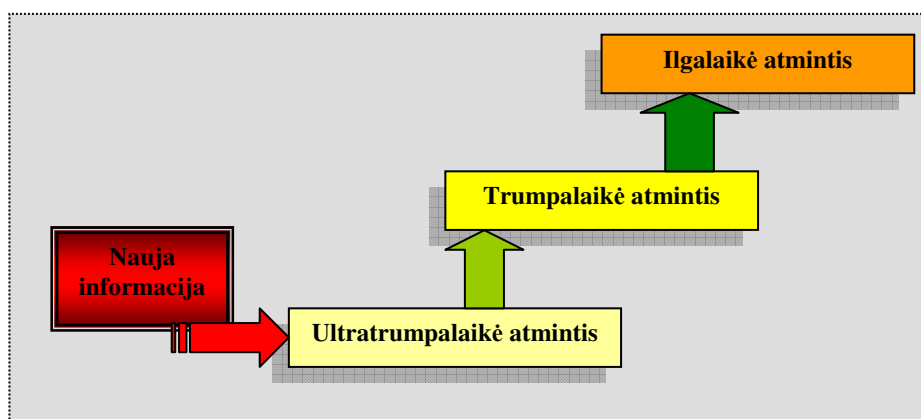 Ilgalaikė atmintis
Trumpalaikė atmintis
Nauja
informacija
Ultratrumpalaikė atmintis